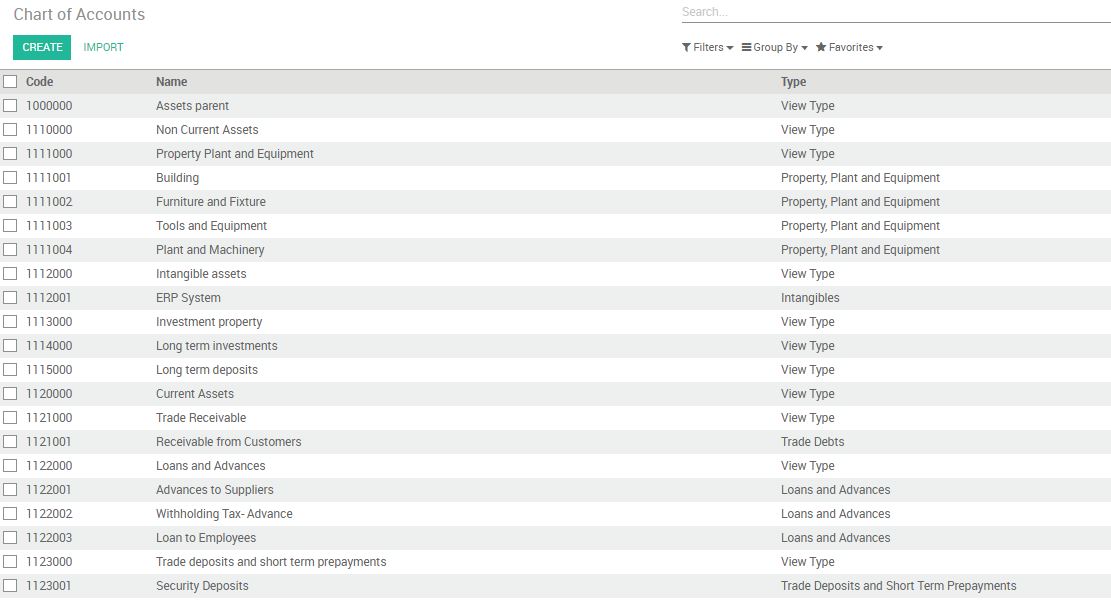 Chart of Accounts
Search...
CREATE IMPORT
Filters Group By Favorites
Code Name Type
1000000 Assets parent View Type
1110000 Non Current Assets View Type
1111000 Property Plant and Equipment View Type
1111001 Building Property, Plant and Equipment
1111002 Furniture and Fixture Property, Plant and Equipment
1111003 Tools and Equipment Property, Plant and Equipment
1111004 Plant and Machinery Property, Plant and Equipment
1112000 Intangible assets View Type
1112001 ERP System Intangibles
1113000 Investment property View Type
1114000 Long term investments View Type
1115000 Long term deposits View Type
1120000 Current Assets View Type
1121000 Trade Receivable View Type
1121001 Receivable from Customers Trade Debts
1122000 Loans and Advances View Type
1122001 Advances to Suppliers Loans and Advances
1122002 Withholding Tax- Advance Loans and Advances
1122003 Loan to Employees Loans and Advances
1123000 Trade deposits and short term prepayments View Type
1123001 Security Deposits Trade Deposits and Short Term Prepayments